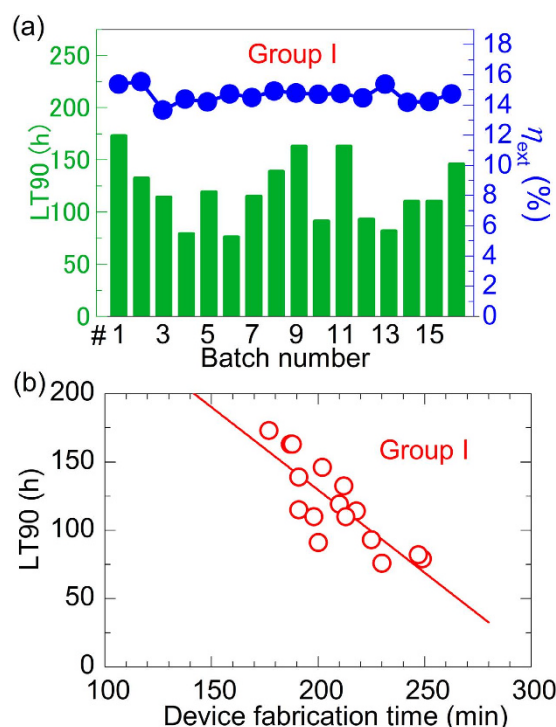 (a)
Group I
LT90 (h)
250
200
150
100
50
0
18
16
14
12
10
8
6
4
2
0
ηext (%)
# 1 3 5 7 9 11 13 15
Batch number
(b)
Group I
LT90 (h)
200
150
100
50
0
100 150 200 250 300
Device fabrication time (min)